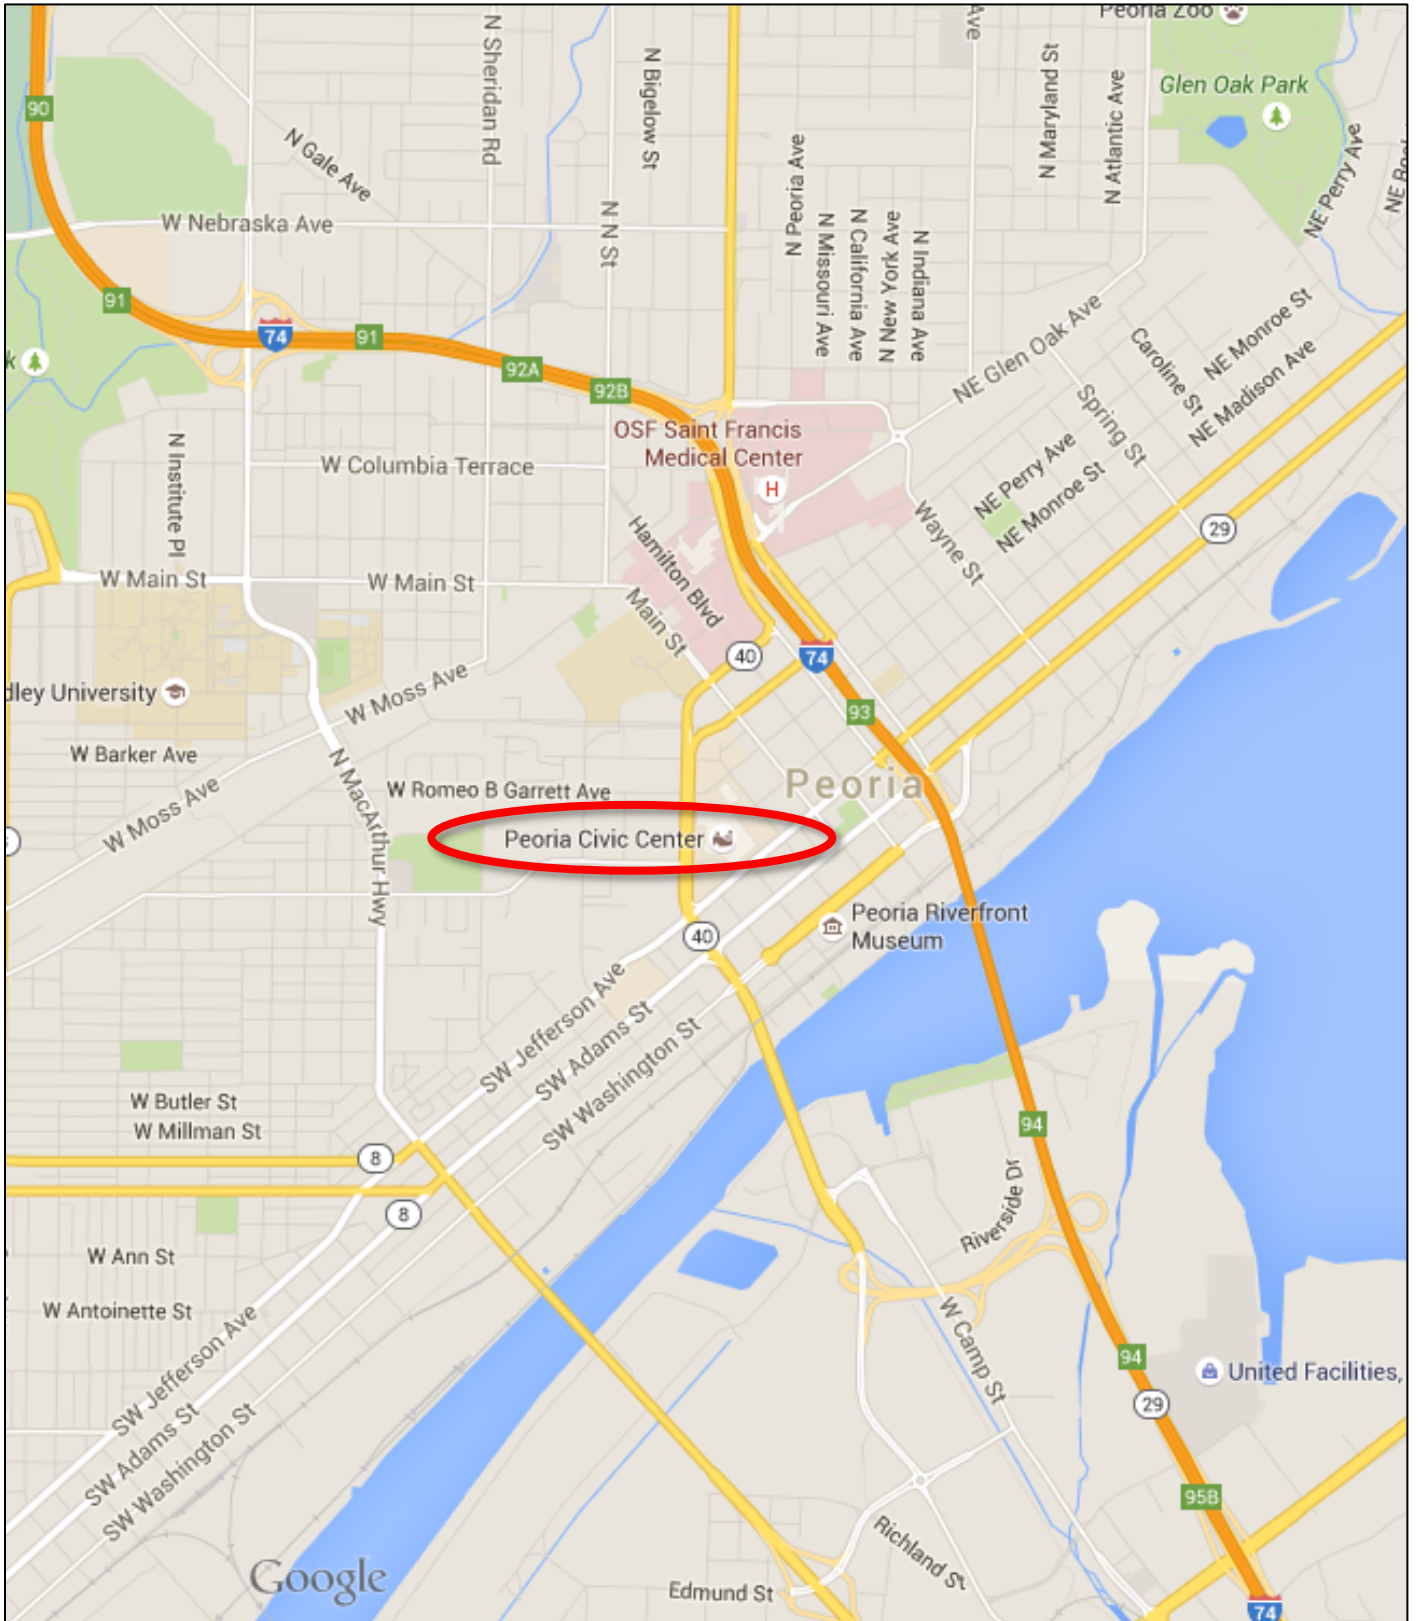 Peoria Zoo
Ave
N Sheridan Rd
N Bigelow St
N Maryland St
N Atlantic Ave
Glen Oak Park
90
N Gale Ave
N Peoria Ave
NE Perry Ave
W Nebraska Ave
N N St
N Missouri Ave
N California Ave
N New York Ave
N Indiana Ave
91
74
91
NE Glen Oak Ave
Caroline St
NE Monroe St
NE Madison Ave
k
92A
92B
Spring St
OSF Saint Francis
Medical Center
H
N Institute Pl
W Columbia Terrace
NE Perry Ave
NE Monroe St
29
Hamilton Blvd
Wayne St
W Main St
W Main St
Main St
40
74
dley University
W Moss Ave
93
W Barker Ave
N MacArthur Hwy
W Romeo B Garrett Ave
Peoria
W Moss Ave
Peoria Civic Center
Peoria Riverfront
Museum
40
SW Jefferson Ave
SW Adams St
SW Washington St
W Butler St
W Millman St
94
8
8
Riverside Dr
W Ann St
W Antoinette St
SW Jefferson Ave
SW Adams St
SW Washington St
W Camp St
94
United Facilities,
29
95B
Richland St
Google
Edmund St
74